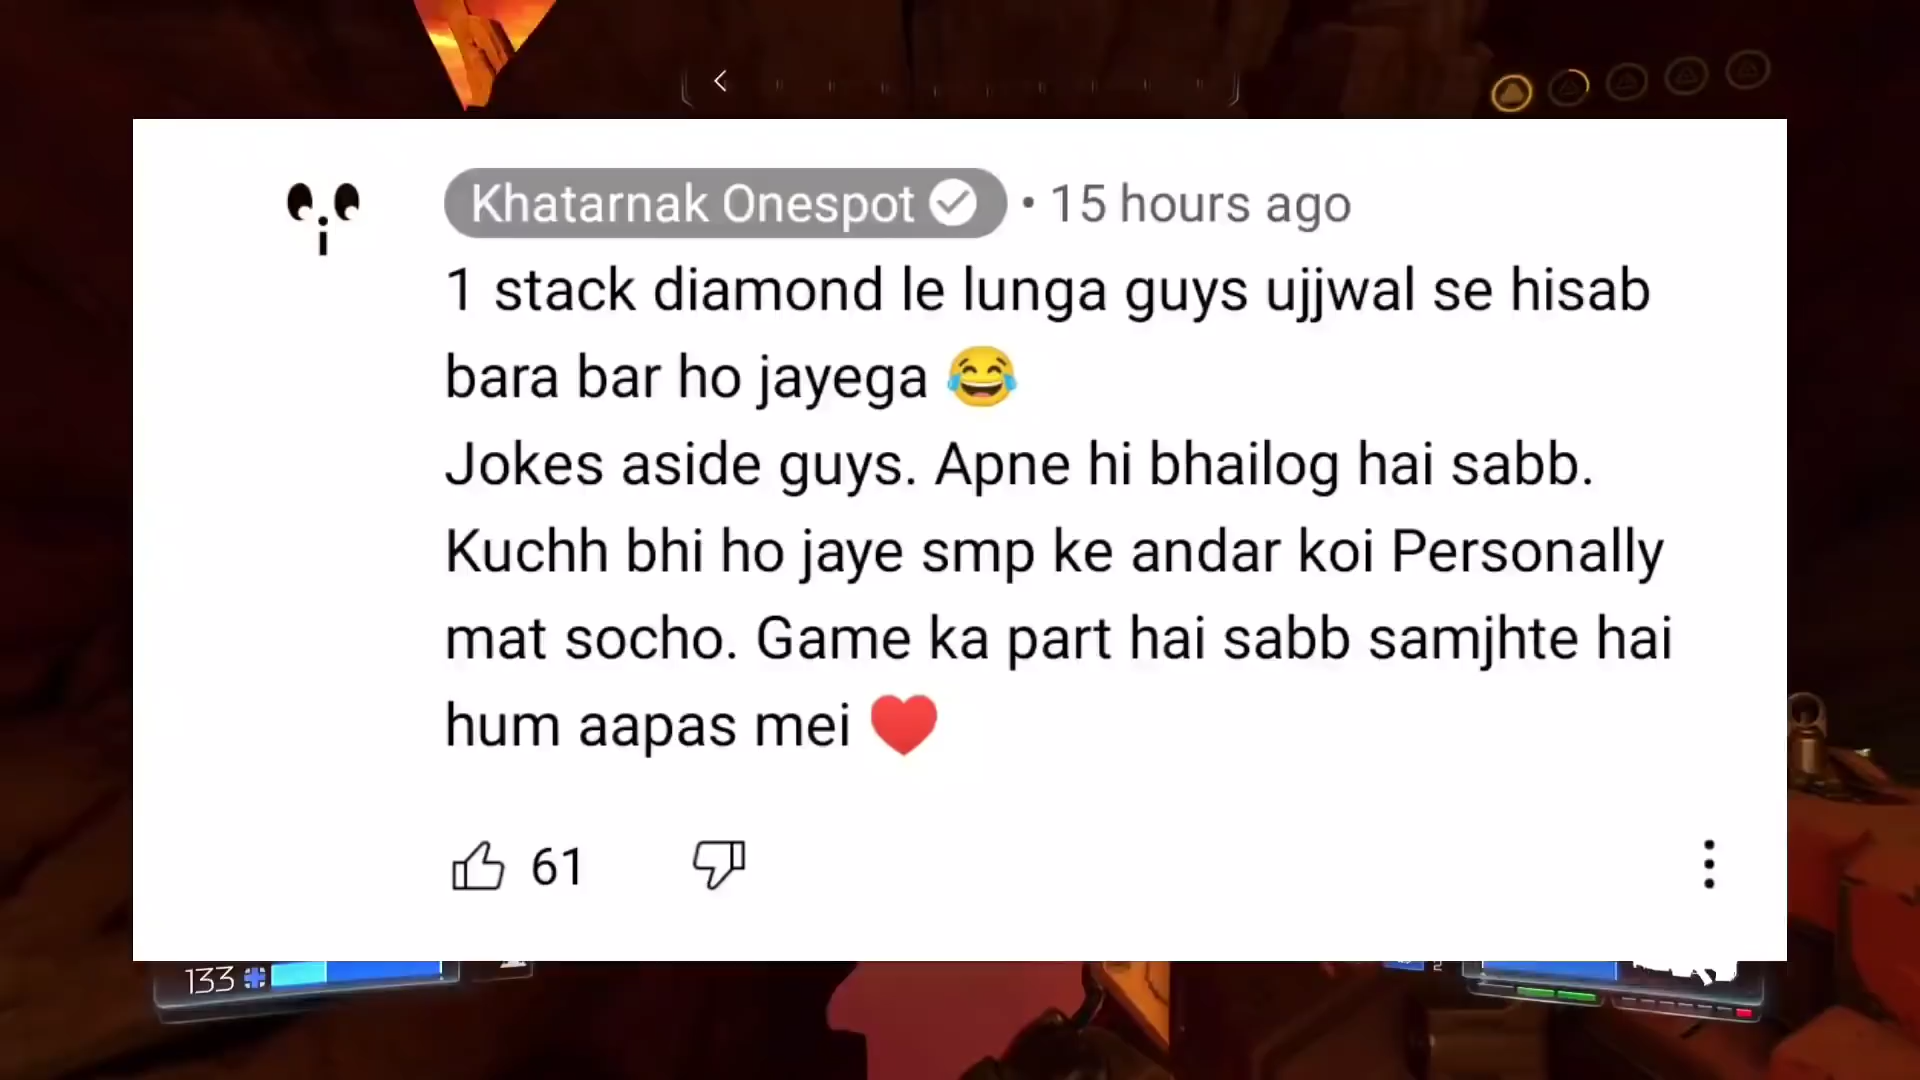 Khatarnak Onespot • 15 hours ago
1 stack diamond le lunga guys ujjwal se hisab
bara bar ho jayega 😂
Jokes aside guys. Apne hi bhailog hai sabb.
Kuchh bhi ho jaye smp ke andar koi Personally
mat socho. Game ka part hai sabb samjhte hai
hum aapas mei ❤️
61
133